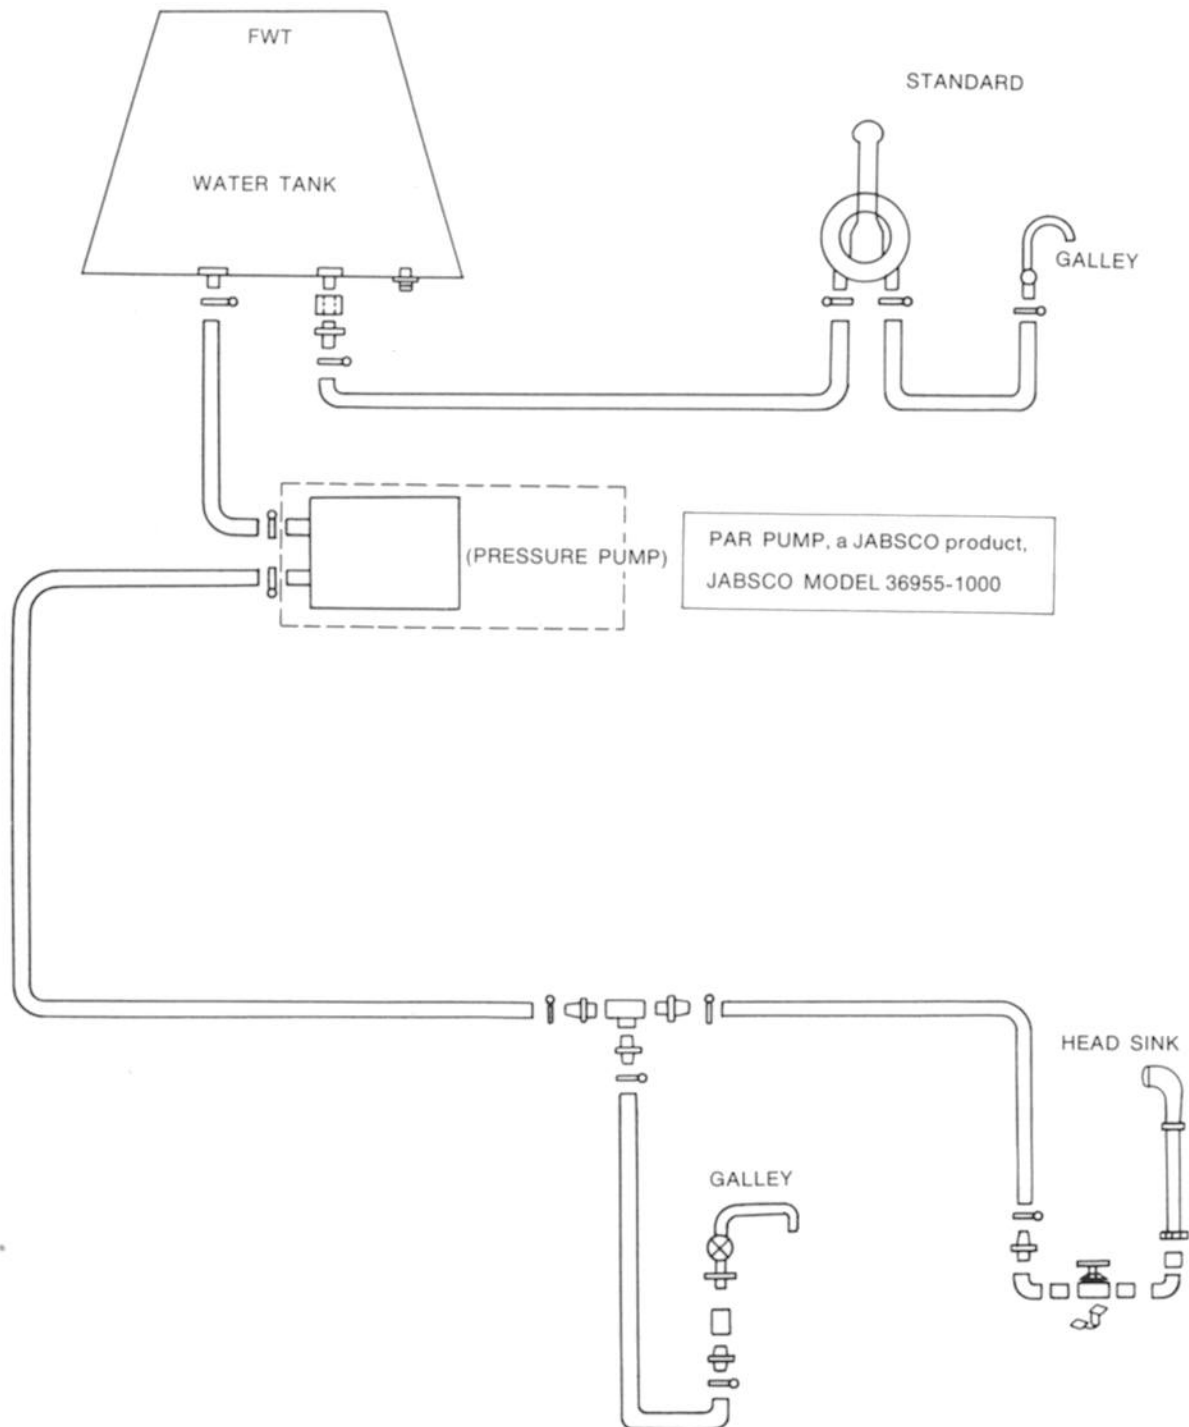 FWT
STANDARD
WATER TANK
GALLEY
(PRESSURE PUMP)
PAR PUMP, a JABSCO product,
JABSCO MODEL 36955-1000
HEAD SINK
GALLEY